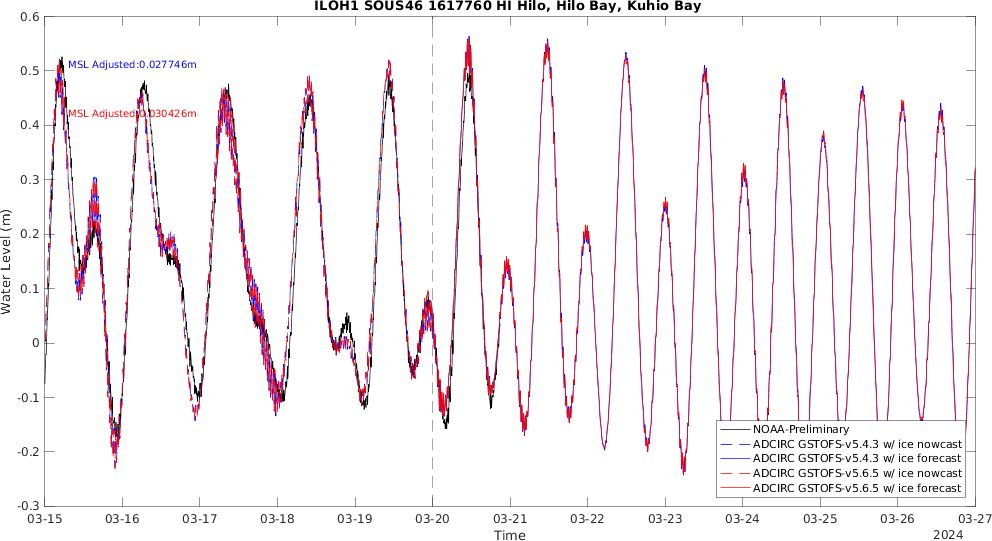 ILOH1 SOUS46 1617760 HI Hilo, Hilo Bay, Kuhio Bay
0.6
0.5
0.4
0.3
0.2
0.1
0
-0.1
-0.2
-0.3
Water Level (m)
MSL Adjusted:0.027746m
MSL Adjusted:0.030426m
NOAA-Preliminary
ADCIRC GSTOFS-v5.4.3 w/ ice nowcast
ADCIRC GSTOFS-v5.4.3 w/ ice forecast
ADCIRC GSTOFS-v5.6.5 w/ ice nowcast
ADCIRC GSTOFS-v5.6.5 w/ ice forecast
03-15 03-16 03-17 03-18 03-19 03-20 03-21 03-22 03-23 03-24 03-25 03-26 03-27
Time
2024